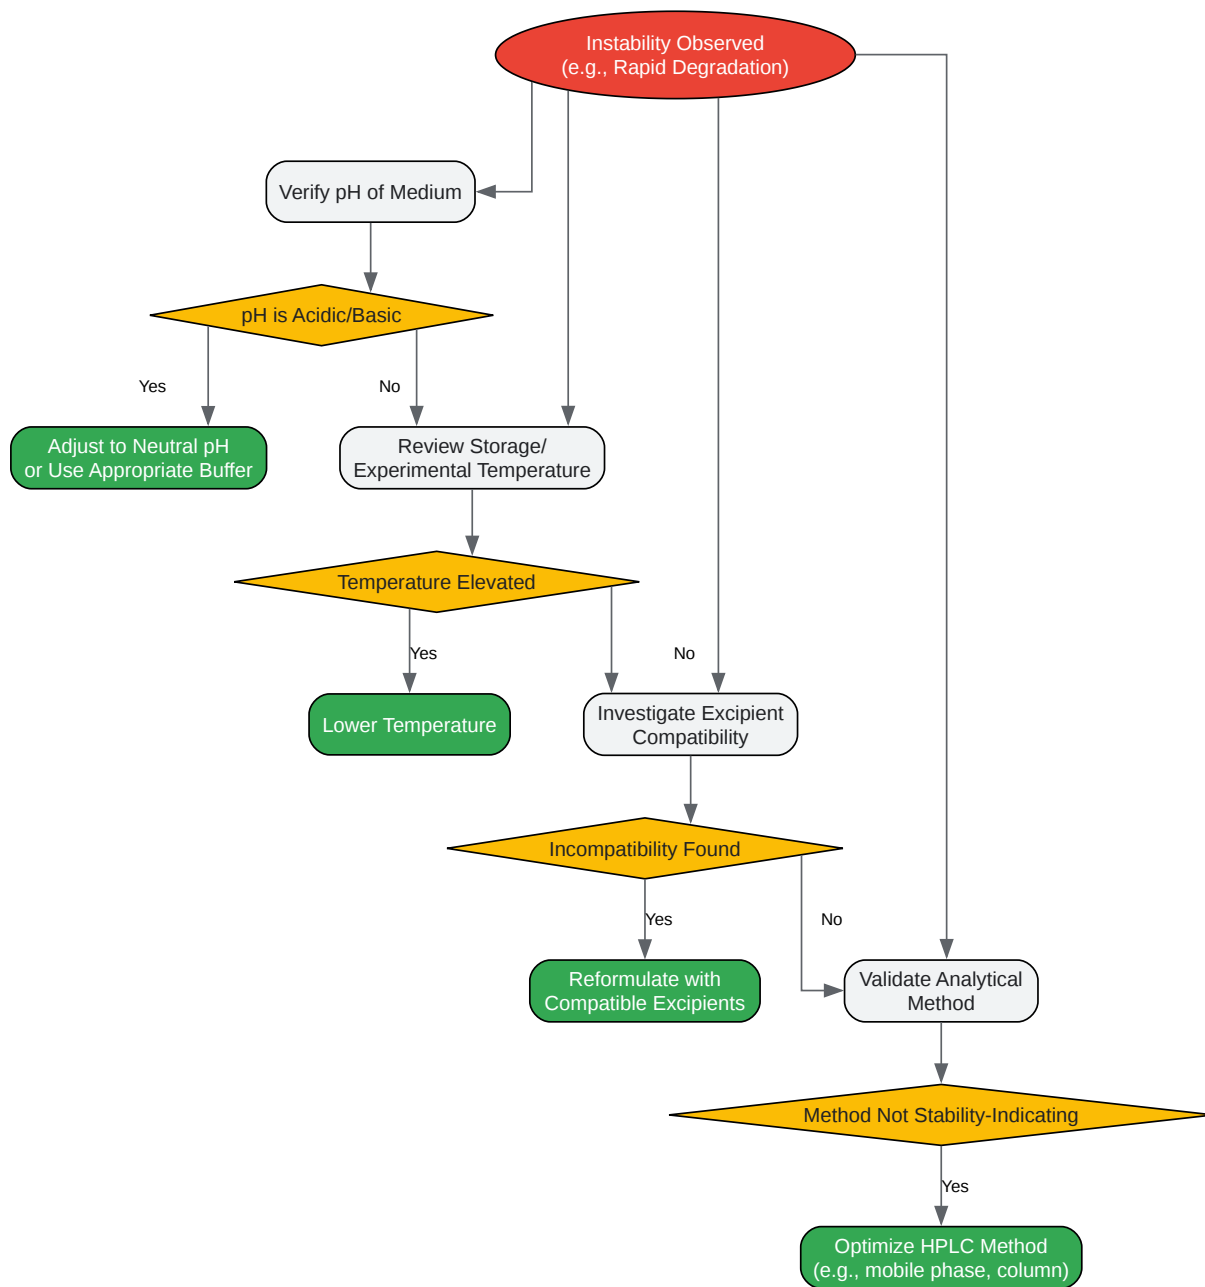 Instability Observed
(e.g., Rapid Degradation)
Verify pH of Medium
pH is Acidic/Basic
Yes
No
Adjust to Neutral pH
or Use Appropriate Buffer
Review Storage/
Experimental Temperature
Temperature Elevated
Yes
No
Lower Temperature
Investigate Excipient
Compatibility
Incompatibility Found
Yes
No
Reformulate with
Compatible Excipients
Validate Analytical
Method
Method Not Stability-Indicating
Yes
Optimize HPLC Method
(e.g., mobile phase, column)